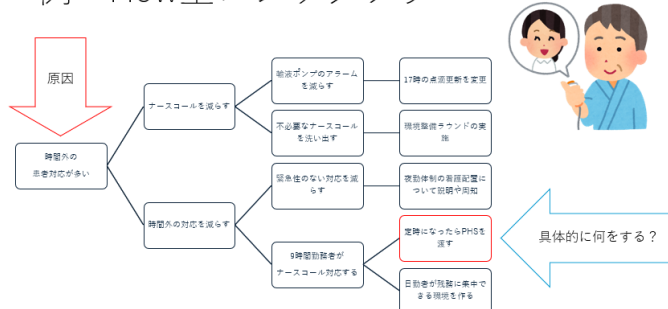 原因
時間外の
患者対応が多い
ナースコールを減らす
時間外の対応を減らす
輸液ポンプのアラーム
を減らす
不必要なナースコール
を洗い出す
緊急性のない対応を減
らす
9時間勤務者が
ナースコール対応する
17時の点滴更新を変更
環境整備ラウンドの実
施
夜勤体制の看護配置に
ついて説明や周知
定時になったらPHSを
渡す
日勤者が残務に集中で
きる環境を作る
具体的に何をする？